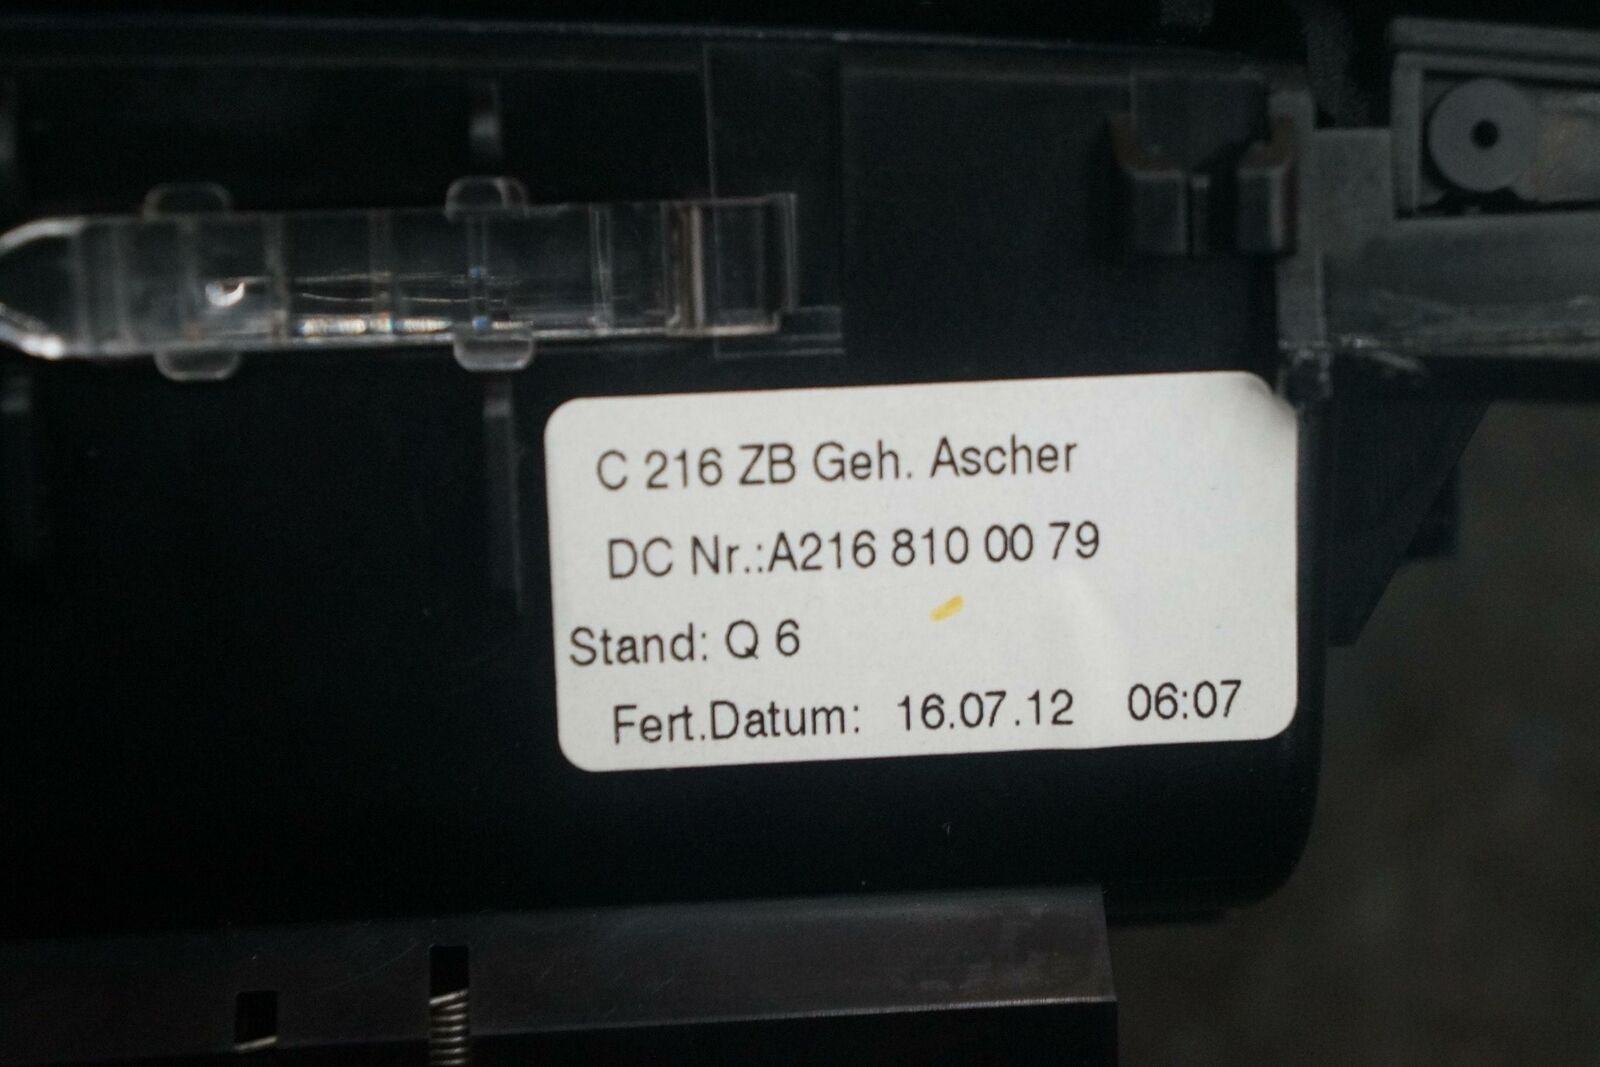 C 216 ZB Geh. Ascher
DC Nr.:A216 810 00 79
Stand: Q 6
Fert.Datum: 16.07.12 06:07